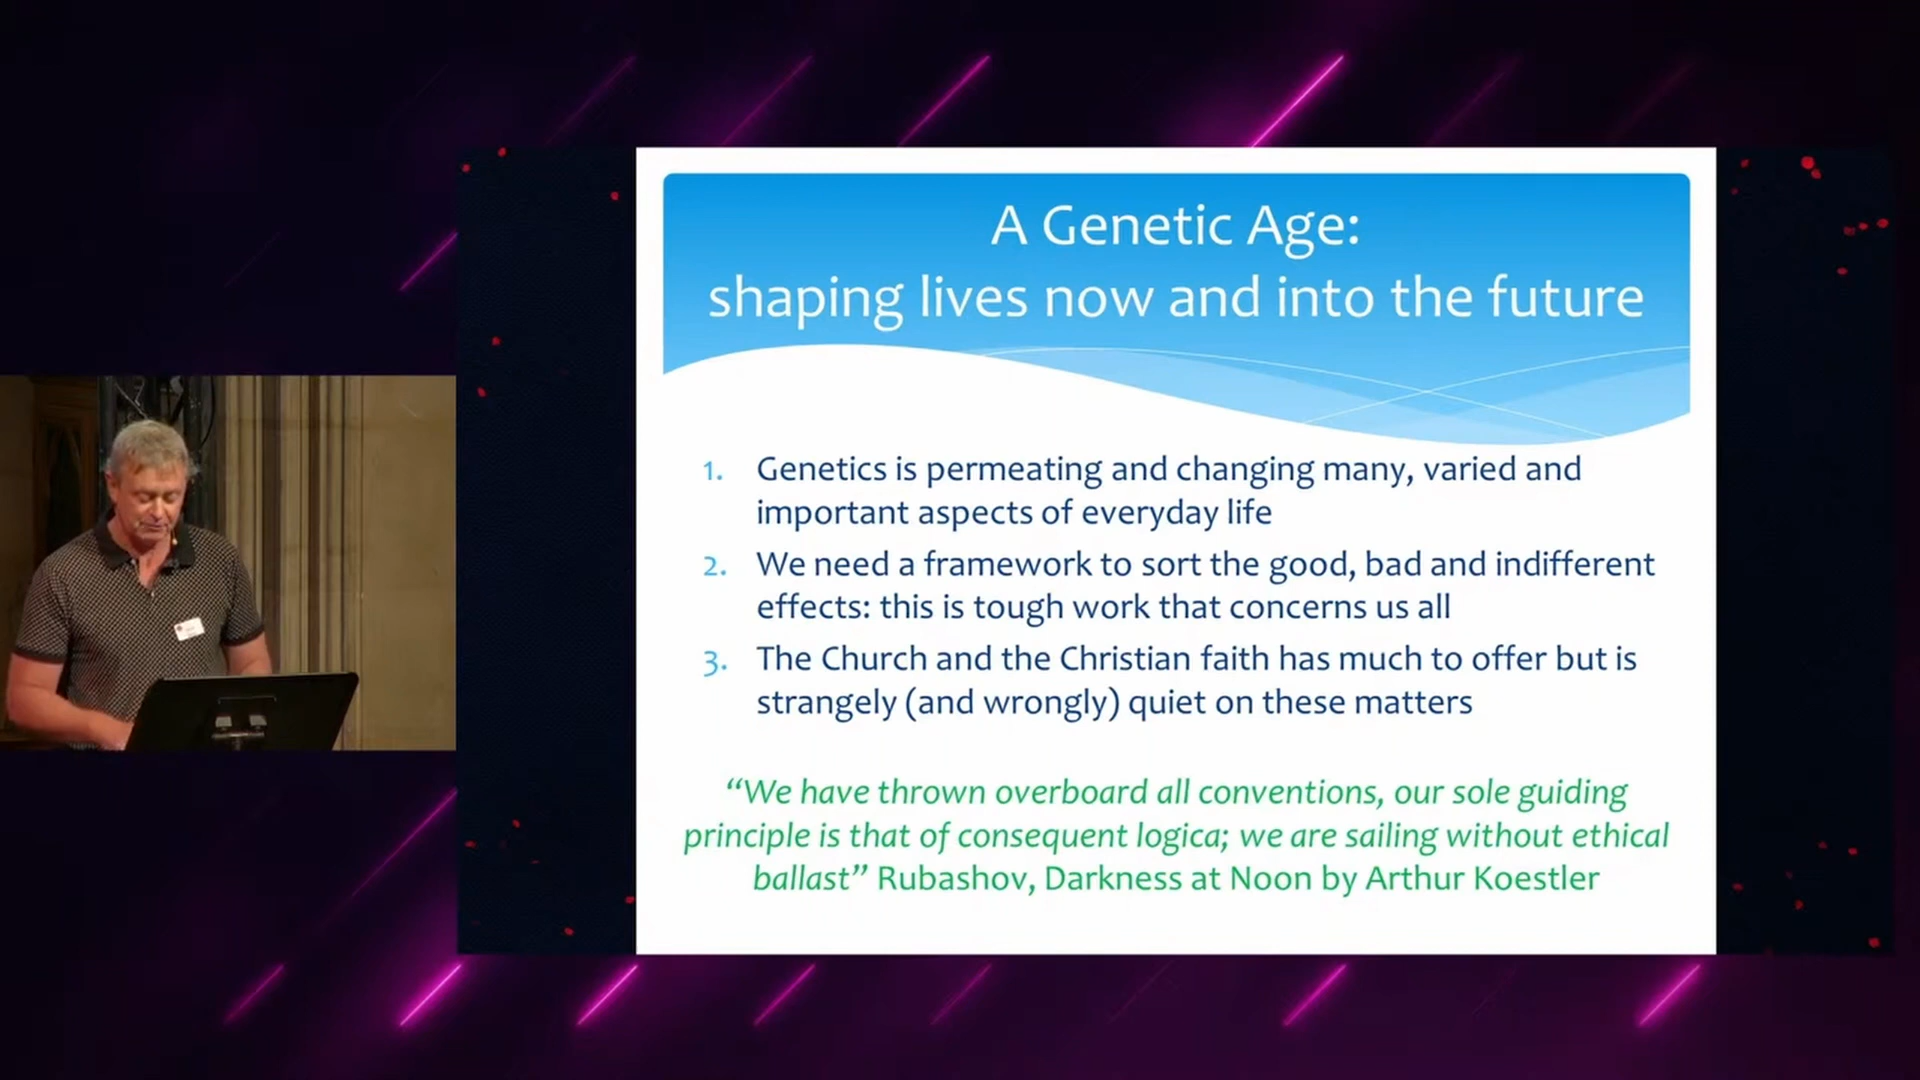 A Genetic Age:
shaping lives now and into the future
1. Genetics is permeating and changing many, varied and
important aspects of everyday life
2. We need a framework to sort the good, bad and indifferent
effects: this is tough work that concerns us all
3. The Church and the Christian faith has much to offer but is
strangely (and wrongly) quiet on these matters
“We have thrown overboard all conventions, our sole guiding
principle is that of consequent logica; we are sailing without ethical
ballast” Rubashov, Darkness at Noon by Arthur Koestler